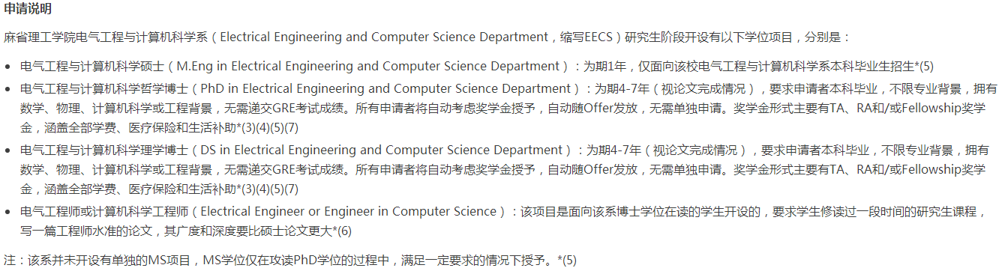 申请说明
麻省理工学院电气工程与计算机科学系（Electrical Engineering and Computer Science Department，缩写EECS）研究生阶段开设有以下学位项目，分别是：
• 电气工程与计算机科学硕士（M.Eng in Electrical Engineering and Computer Science Department）：为期1年，仅面向该校电气工程与计算机科学系本科毕业生招生*(5)
• 电气工程与计算机科学哲学博士（PhD in Electrical Engineering and Computer Science Department）：为期4-7年（视论文完成情况），要求申请者本科毕业，不限专业背景，拥有
数学、物理、计算机科学或工程背景，无需递交GRE考试成绩。所有申请者将自动考虑奖学金授予，自动随Offer发放，无需单独申请。奖学金形式主要有TA、RA和/或Fellowship奖学
金，涵盖全部学费、医疗保险和生活补助*(3)(4)(5)(7)
• 电气工程与计算机科学理学博士（DS in Electrical Engineering and Computer Science Department）：为期4-7年（视论文完成情况），要求申请者本科毕业，不限专业背景，拥有
数学、物理、计算机科学或工程背景，无需递交GRE考试成绩。所有申请者将自动考虑奖学金授予，自动随Offer发放，无需单独申请。奖学金形式主要有TA、RA和/或Fellowship奖学
金，涵盖全部学费、医疗保险和生活补助*(3)(4)(5)(7)
• 电气工程师或计算机科学工程师（Electrical Engineer or Engineer in Computer Science）：该项目是面向该系博士学位在读的学生开设的，要求学生修读过一段时间的研究生课程，
写一篇工程师水准的论文，其广度和深度要比硕士论文更大*(6)
注：该系并未开设有单独的MS项目，MS学位仅在攻读PhD学位的过程中，满足一定要求的情况下授予。*(5)